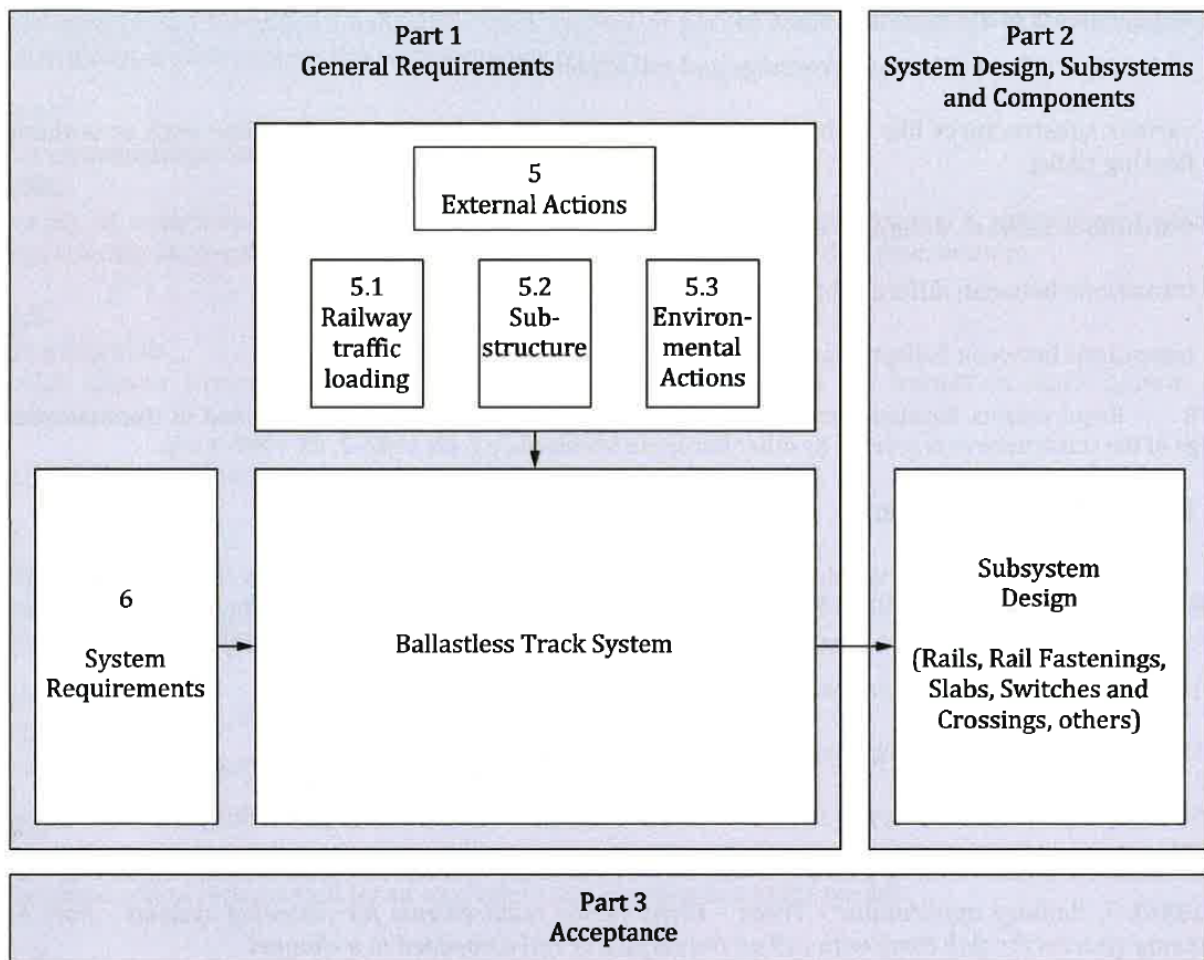 Part 1
General Requirements
5
External Actions
5.1
Railway
traffic
loading
5.2
Sub-
structure
5.3
Environ-
mental
Actions
6
System
Requirements
Ballastless Track System
Part 2
System Design, Subsystems
and Components
Subsystem
Design
(Rails, Rail Fastenings,
Slabs, Switches and
Crossings, others)
Part 3
Acceptance